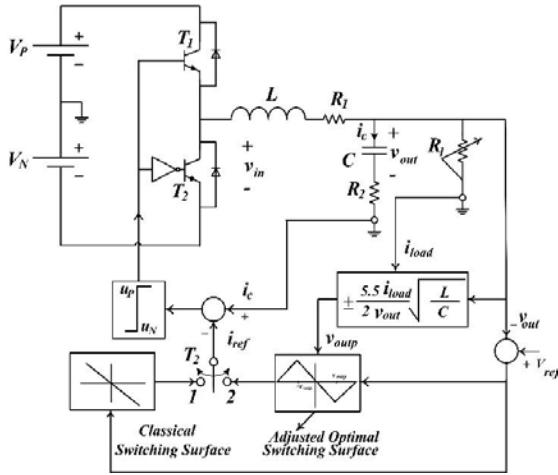 V_P
+
−
V_N
+
−
T_1
T_2
L
R_1
i_c
+
C
v_out
-
R_2
R_l
+
v_in
-
i_load
u_P
u_N
i_c
+
−
i_ref
± 5.5 i_load / 2 v_out √ L / C
v_outp
− v_out
+ V_ref
T_2
1
2
Classical
Switching Surface
Adjusted Optimal
Switching Surface